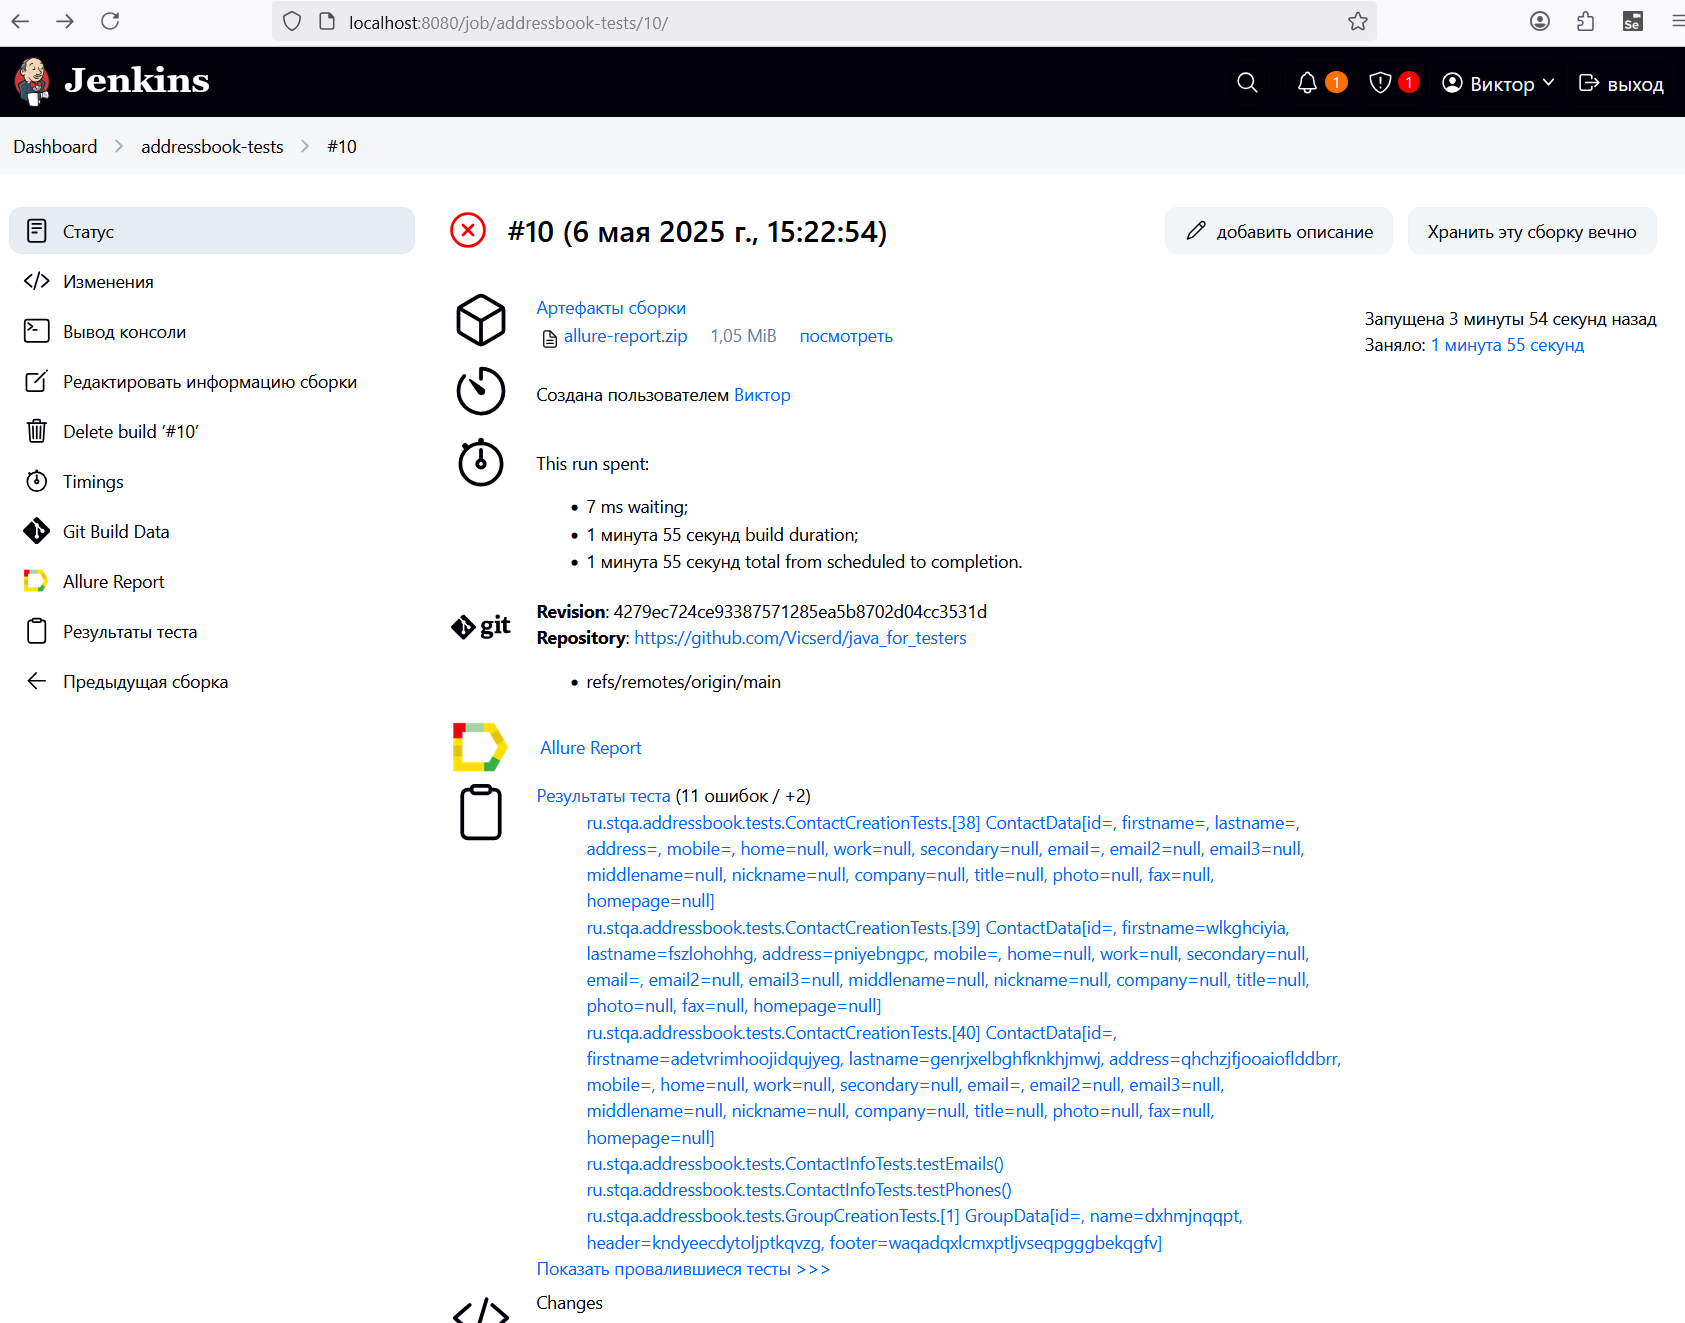 localhost:8080/job/addressbook-tests/10/
Se
Jenkins
1
1
Виктор
выход
Dashboard
addressbook-tests
#10
Статус
Изменения
Вывод консоли
Редактировать информацию сборки
Delete build ‘#10’
Timings
Git Build Data
Allure Report
Результаты теста
Предыдущая сборка
#10 (6 мая 2025 г., 15:22:54)
добавить описание
Хранить эту сборку вечно
Артефакты сборки
allure-report.zip 1,05 MiB посмотреть
Запущена 3 минуты 54 секунд назад
Заняло: 1 минута 55 секунд
Создана пользователем Виктор
This run spent:
• 7 ms waiting;
• 1 минута 55 секунд build duration;
• 1 минута 55 секунд total from scheduled to completion.
git
Revision: 4279ec724ce93387571285ea5b8702d04cc3531d
Repository: https://github.com/Vicserd/java_for_testers
• refs/remotes/origin/main
Allure Report
Результаты теста (11 ошибок / +2)
ru.stqa.addressbook.tests.ContactCreationTests.[38] ContactData[id=, firstname=, lastname=,
address=, mobile=, home=null, work=null, secondary=null, email=, email2=null, email3=null,
middlename=null, nickname=null, company=null, title=null, photo=null, fax=null,
homepage=null]
ru.stqa.addressbook.tests.ContactCreationTests.[39] ContactData[id=, firstname=wlkghciyia,
lastname=fszlohohhg, address=pniyebngpc, mobile=, home=null, work=null, secondary=null,
email=, email2=null, email3=null, middlename=null, nickname=null, company=null, title=null,
photo=null, fax=null, homepage=null]
ru.stqa.addressbook.tests.ContactCreationTests.[40] ContactData[id=,
firstname=adetvrimhoojidqujyeg, lastname=genrjxelbghfknkhjmwj, address=qhchzjfjooaioflddbrr,
mobile=, home=null, work=null, secondary=null, email=, email2=null, email3=null,
middlename=null, nickname=null, company=null, title=null, photo=null, fax=null,
homepage=null]
ru.stqa.addressbook.tests.ContactInfoTests.testEmails()
ru.stqa.addressbook.tests.ContactInfoTests.testPhones()
ru.stqa.addressbook.tests.GroupCreationTests.[1] GroupData[id=, name=dxhmjnqqpt,
header=kndyeecdytoljptkqvzg, footer=waqadqxlcmxptljvseqpgggbekqgfv]
Показать провалившиеся тесты >>>
Changes